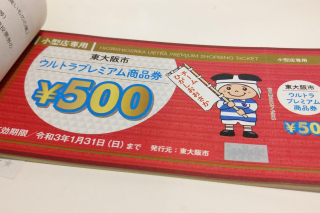 小型店専用
HIGASHIOSAKA ULTRA PREMIUM SHOPPING TICKET
東大阪市
ウルトラプレミアム商品券
¥500
有効期限／令和3年1月31日(日)まで
発行元：東大阪市
小型店専用
東大阪市
ウルトラ
プレミアム
商品券
¥50